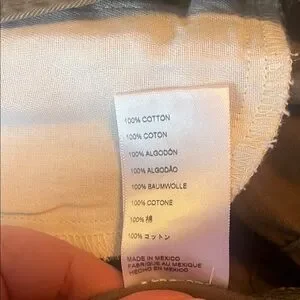 100% COTTON
100% COTON
100% ALGODÓN
100% ALGODÃO
100% BAUMWOLLE
100% COTONE
100% 棉
100% コットン
MADE IN MEXICO
FABRIQUÉ AU MEXIQUE
HECHO EN MEXICO